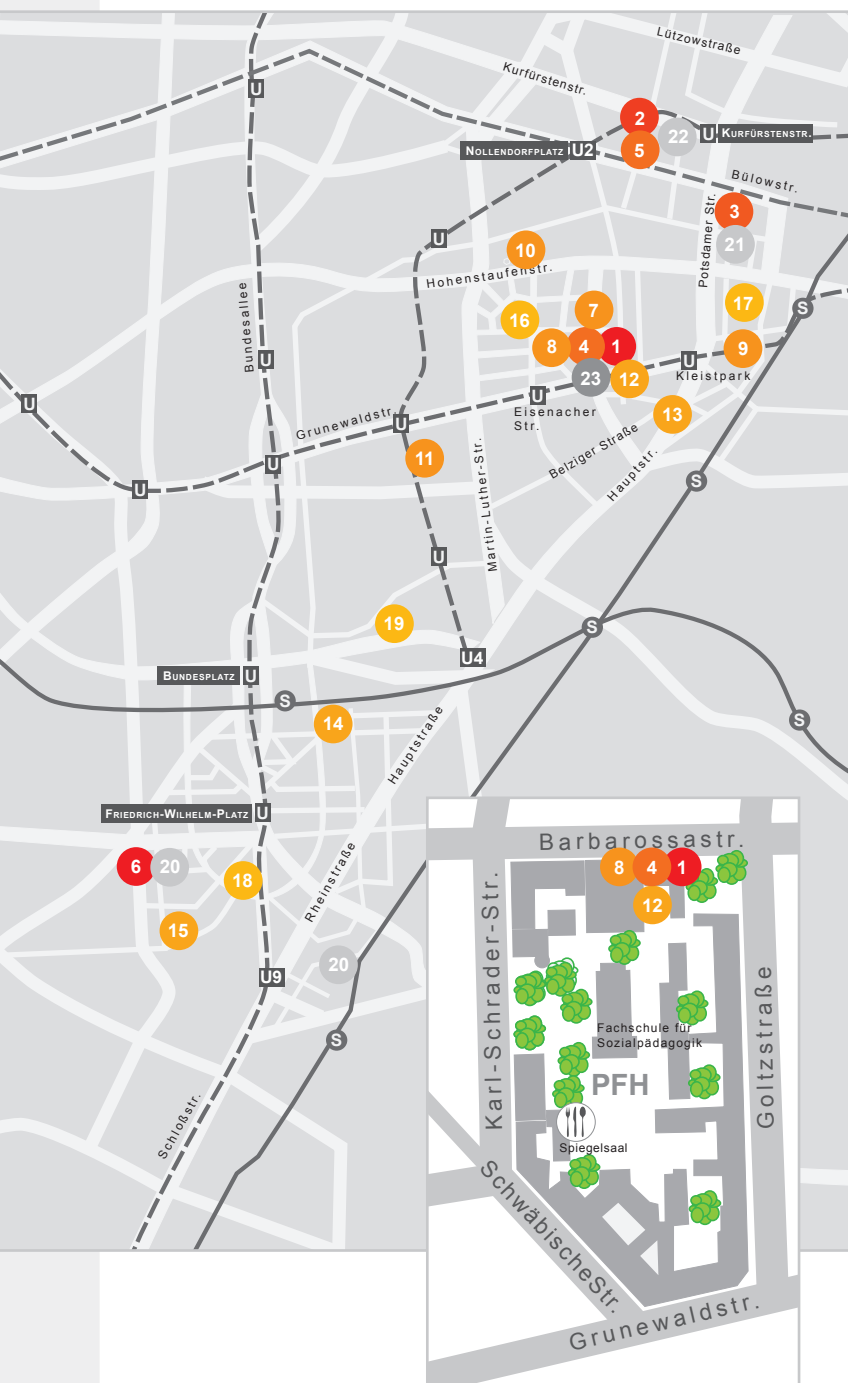 Lützowstraße
Kurfürstenstr.
U
2
22
U KURFÜRSTENSTR.
NOLLENDORFPLATZ U2
5
Bülowstr.
Potsdamer Str.
3
21
U
10
Hohenstaufenstr.
Bundesallee
16
7
17
S
8
4
1
9
U
U
Kleistpark
23
12
U
Eisenacher
Str.
13
U
Grunewaldstr.
U
Belziger Straße
Hauptstr.
11
U
U
Martin-Luther-Str.
S
U
19
S
U4
BUNDESPLATZ U
S
14
Hauptstraße
S
FRIEDRICH-WILHELM-PLATZ U
6
20
18
Rheinstraße
15
20
U9
S
Schloßstr.
Barbarossastr.
8
4
1
12
Karl-Schrader-Str.
Goltzstraße
Fachschule für
Sozialpädagogik
PFH
Spiegelsaal
SchwäbischeStr.
Grunewaldstr.